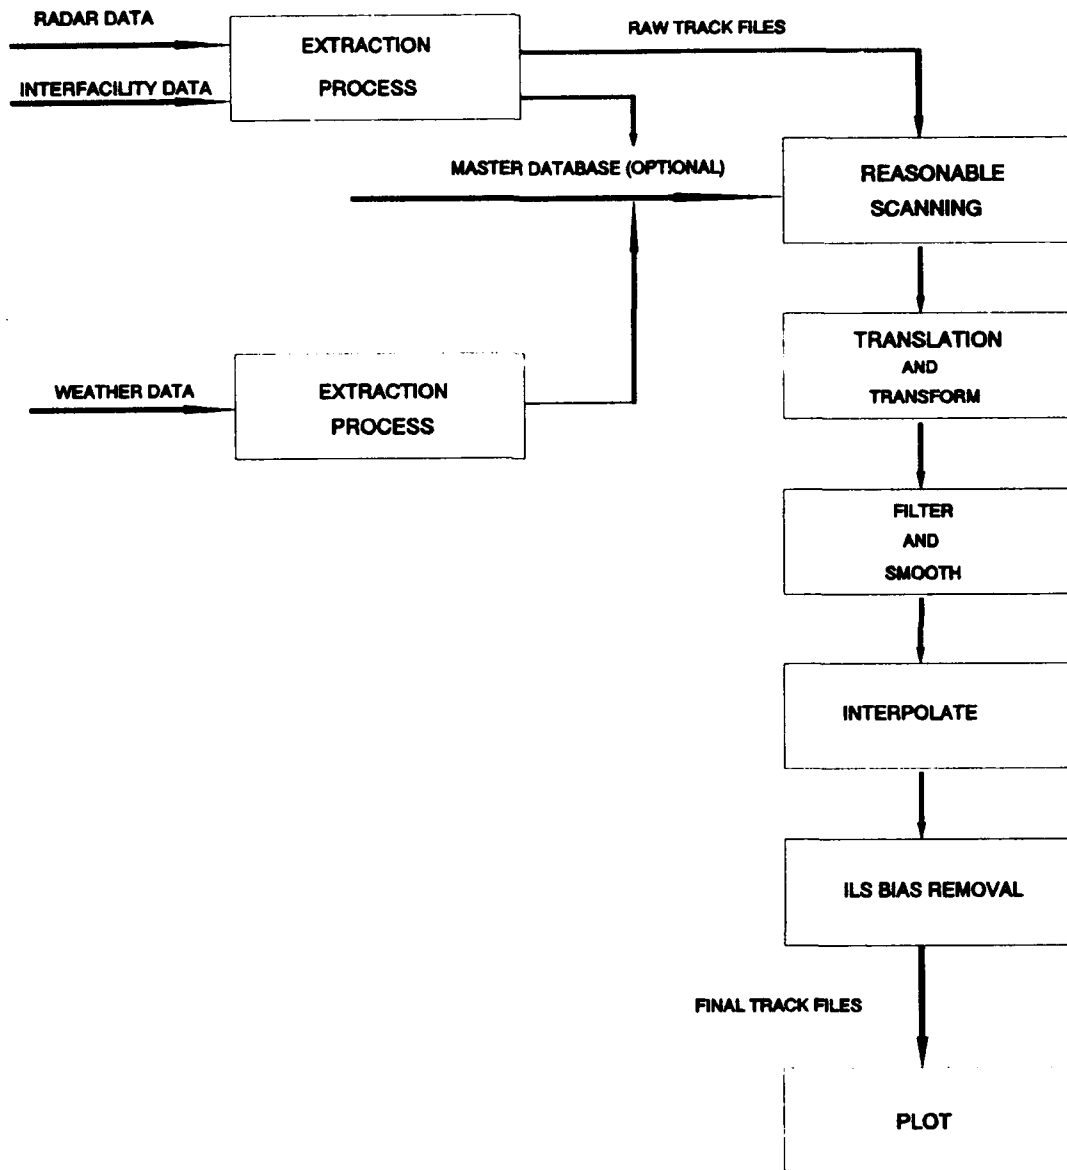 RADAR DATA
INTERFACILITY DATA
EXTRACTION
PROCESS
RAW TRACK FILES
MASTER DATABASE (OPTIONAL)
REASONABLE
SCANNING
WEATHER DATA
EXTRACTION
PROCESS
TRANSLATION
AND
TRANSFORM
FILTER
AND
SMOOTH
INTERPOLATE
ILS BIAS REMOVAL
FINAL TRACK FILES
PLOT